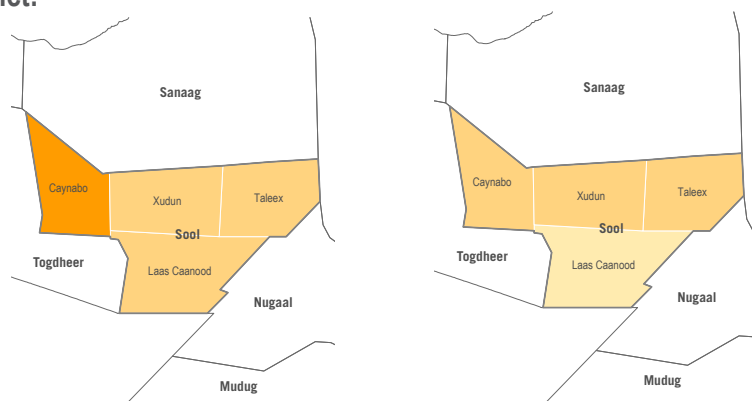 Sanaag
Caynabo
Xudun
Taleex
Sool
Togdheer
Laas Caanood
Nugaal
Mudug
Sanaag
Caynabo
Xudun
Taleex
Sool
Togdheer
Laas Caanood
Nugaal
Mudug